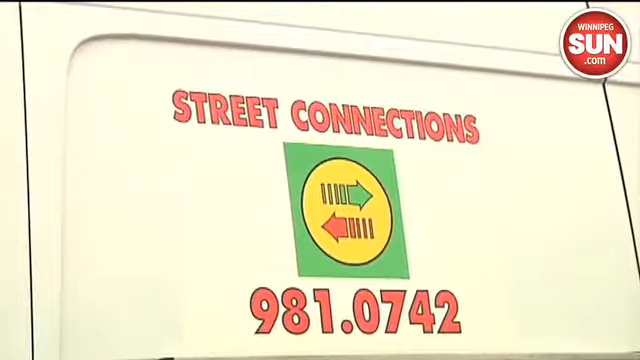 WINNIPEG
SUN
.com
STREET CONNECTIONS
981.0742